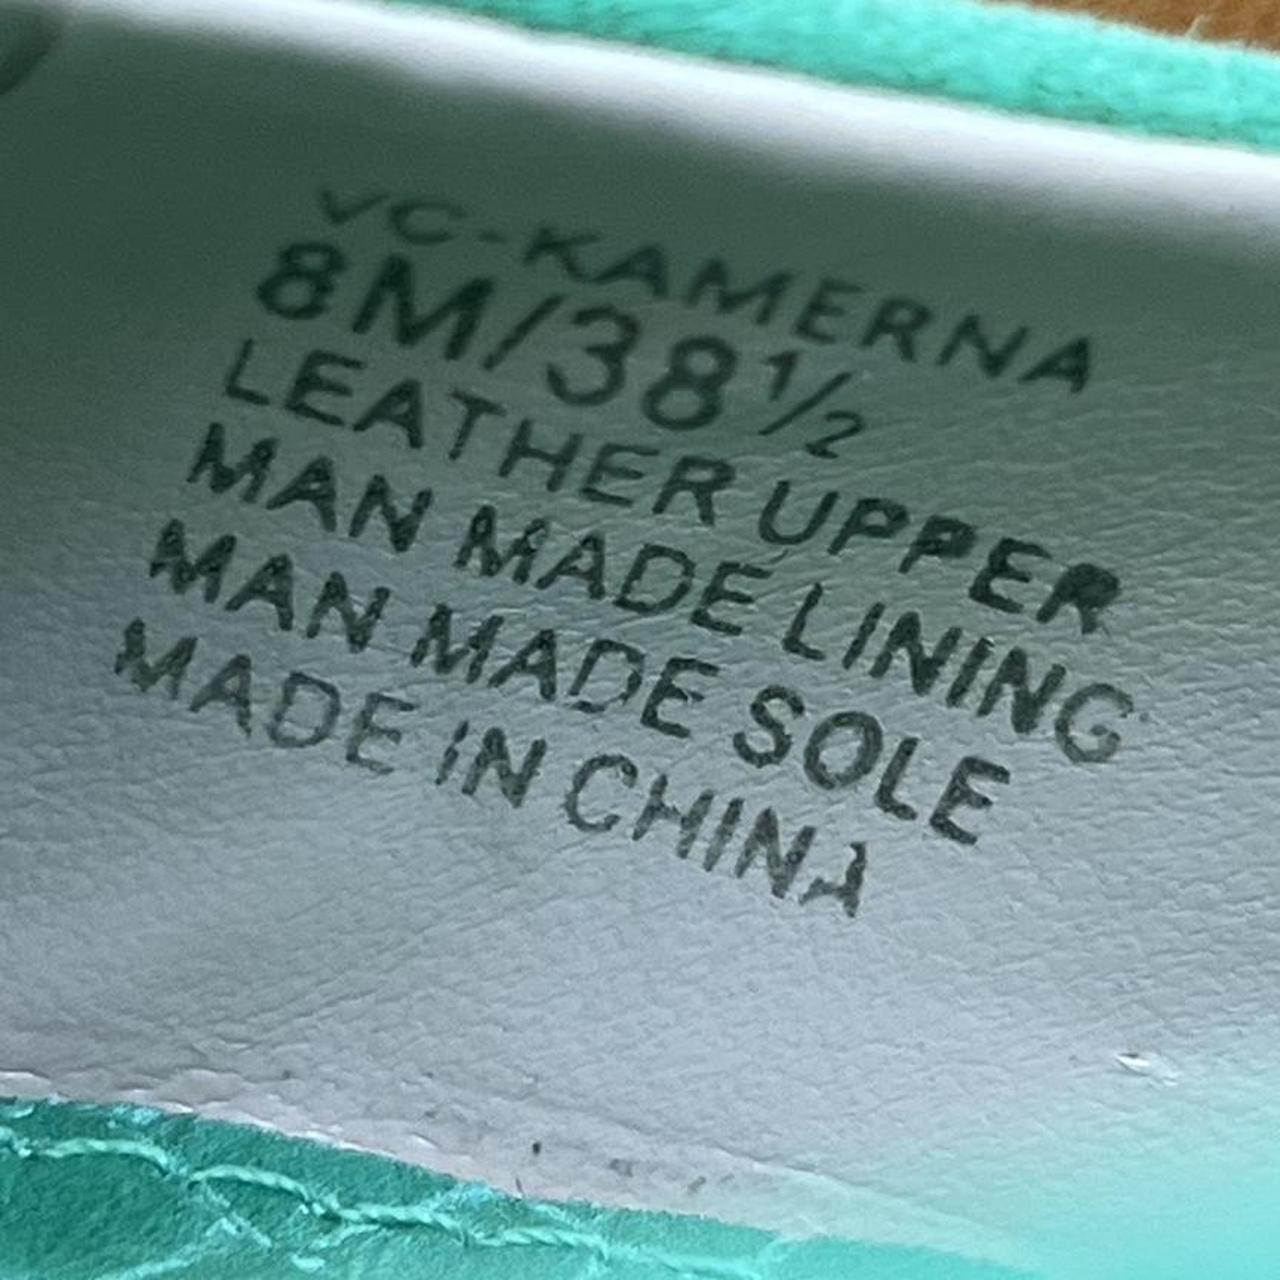 VC-KAMERNA
8M/38½
LEATHER UPPER
MAN MADE LINING
MAN MADE SOLE
MADE IN CHINA